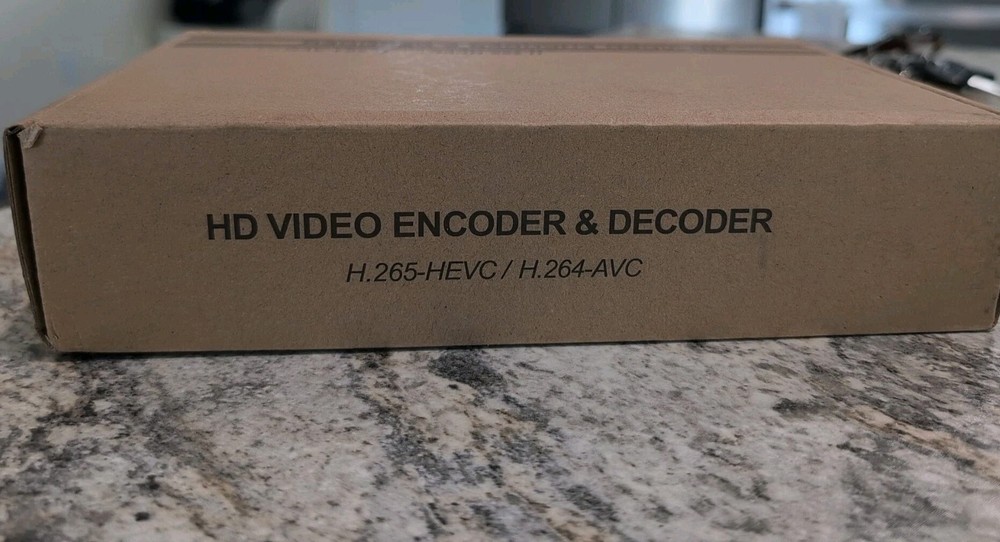 HD VIDEO ENCODER & DECODER
H.265-HEVC / H.264-AVC